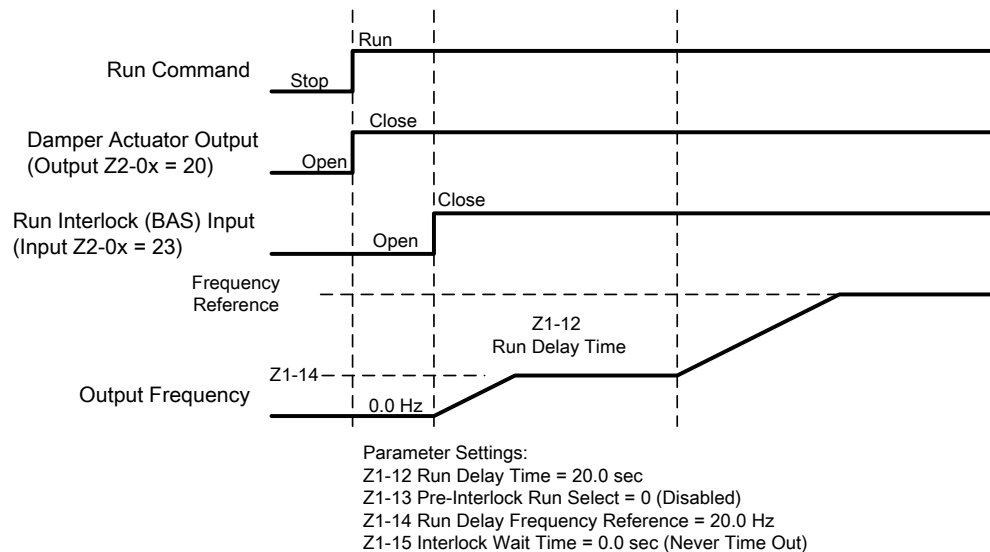 Run
Run Command
Stop
Close
Damper Actuator Output
(Output Z2-0x = 20)
Open
Close
Run Interlock (BAS) Input
(Input Z2-0x = 23)
Open
Frequency
Reference
Z1-12
Run Delay Time
Z1-14
Output Frequency
0.0 Hz
Parameter Settings:
Z1-12 Run Delay Time = 20.0 sec
Z1-13 Pre-Interlock Run Select = 0 (Disabled)
Z1-14 Run Delay Frequency Reference = 20.0 Hz
Z1-15 Interlock Wait Time = 0.0 sec (Never Time Out)